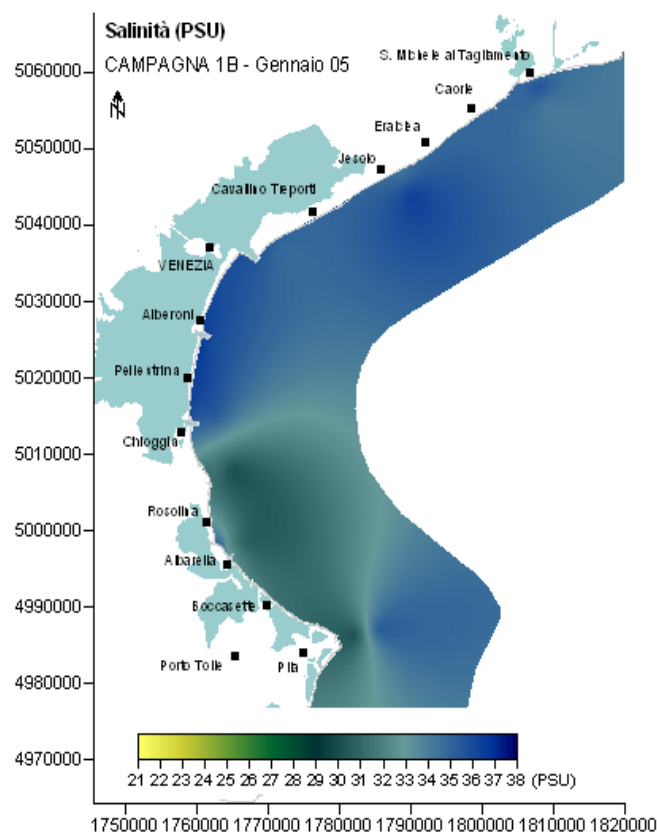 Salinità (PSU)
CAMPAGNA 1B - Gennaio 05
N
S. Michele al Tagliamento
Caorle
Eraclea
Jesolo
Cavallino Treporti
VENEZIA
Alberoni
Pellestrina
Chioggia
Rosolina
Albarella
Boccasette
Porto Tolle
Pila
5060000
5050000
5040000
5030000
5020000
5010000
5000000
4990000
4980000
4970000
21 22 23 24 25 26 27 28 29 30 31 32 33 34 35 36 37 38 (PSU)
1750000 1760000 1770000 1780000 1790000 1800000 1810000 1820000